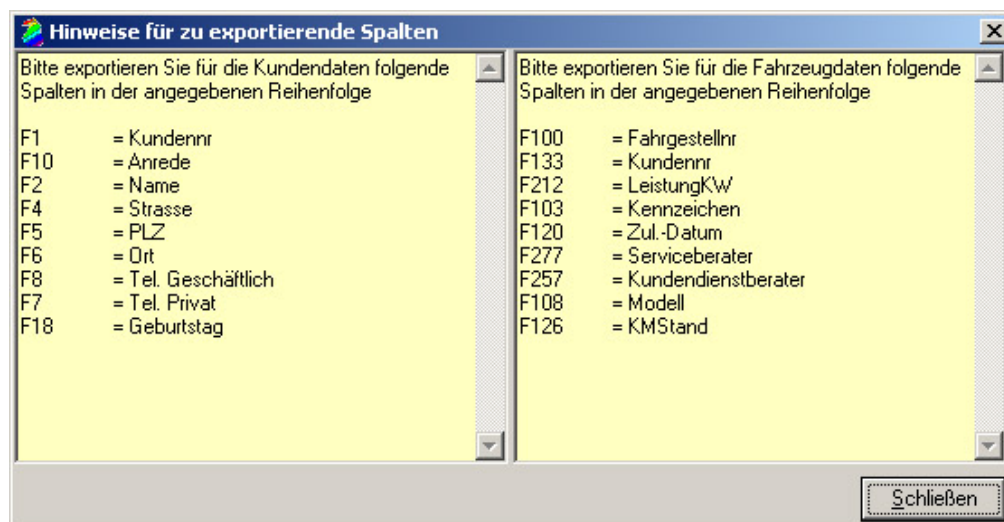 Hinweise für zu exportierende Spalten
Bitte exportieren Sie für die Kundendaten folgende
Spalten in der angegebenen Reihenfolge
F1 = Kundennr
F10 = Anrede
F2 = Name
F4 = Strasse
F5 = PLZ
F6 = Ort
F8 = Tel. Geschäftlich
F7 = Tel. Privat
F18 = Geburtstag
Bitte exportieren Sie für die Fahrzeugdaten folgende
Spalten in der angegebenen Reihenfolge
F100 = Fahrgestellnr
F133 = Kundennr
F212 = LeistungKW
F103 = Kennzeichen
F120 = Zul.-Datum
F277 = Serviceberater
F257 = Kundendienstberater
F108 = Modell
F126 = KMStand
Schließen